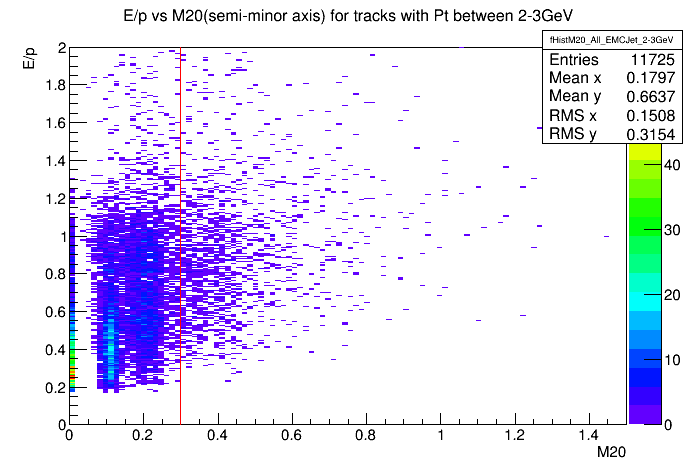 E/p vs M20(semi-minor axis) for tracks with Pt between 2-3GeV
fHistM20_All_EMCJet_2-3GeV
Entries 11725
Mean x 0.1797
Mean y 0.6637
RMS x 0.1508
RMS y 0.3154
E/p
2
1.8
1.6
1.4
1.2
1
0.8
0.6
0.4
0.2
0
0 0.2 0.4 0.6 0.8 1 1.2 1.4
M20
40
30
20
10
0